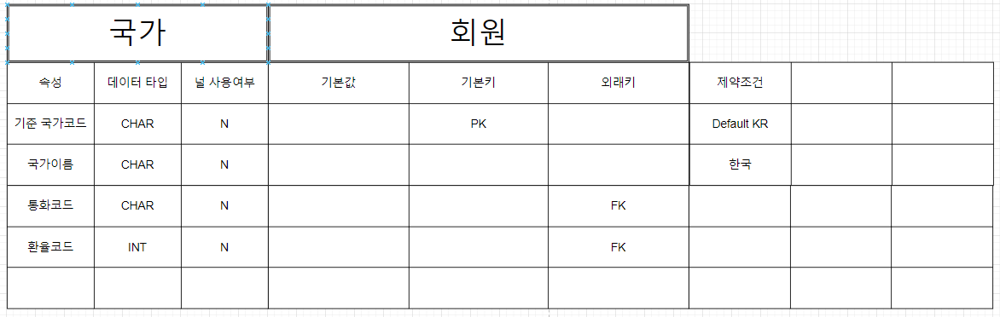 국가 회원
속성 데이터 타입 널 사용여부 기본값 기본키 외래키 제약조건
기준 국가코드 CHAR N PK Default KR
국가이름 CHAR N 한국
통화코드 CHAR N FK
환율코드 INT N FK